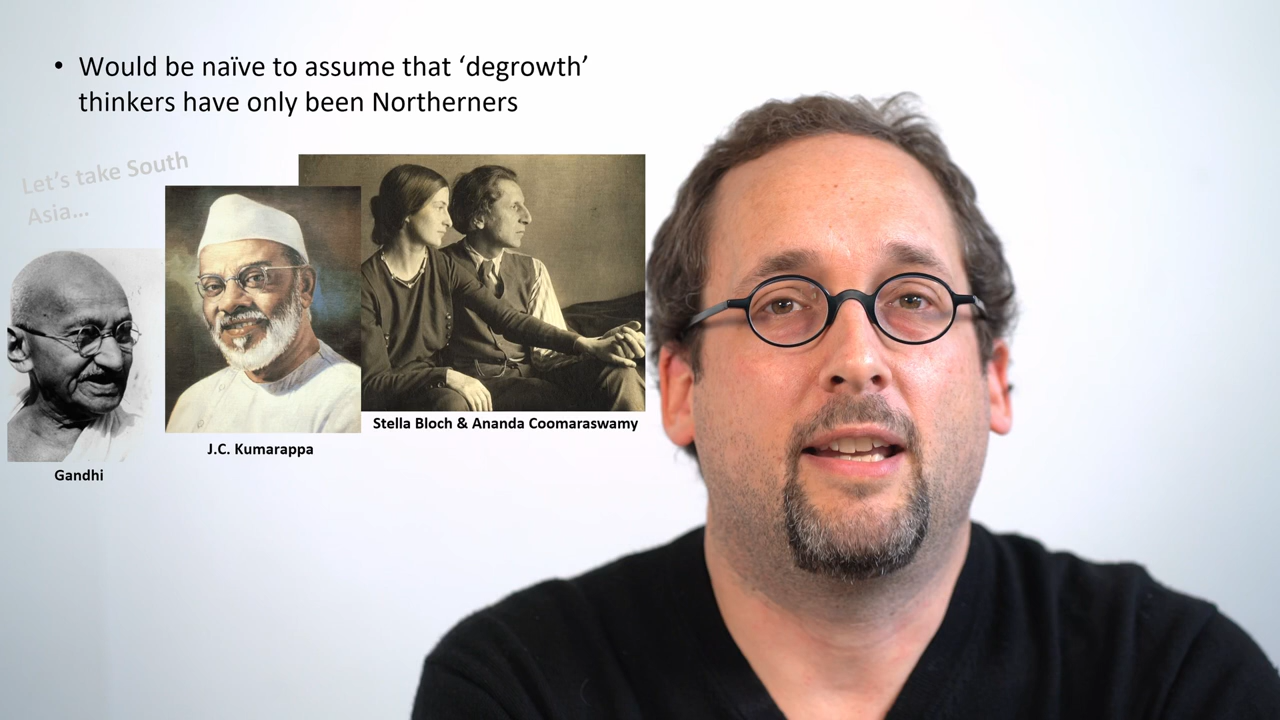 • Would be naïve to assume that ‘degrowth’
thinkers have only been Northerners
Let’s take South
Asia…
Stella Bloch & Ananda Coomaraswamy
J.C. Kumarappa
Gandhi